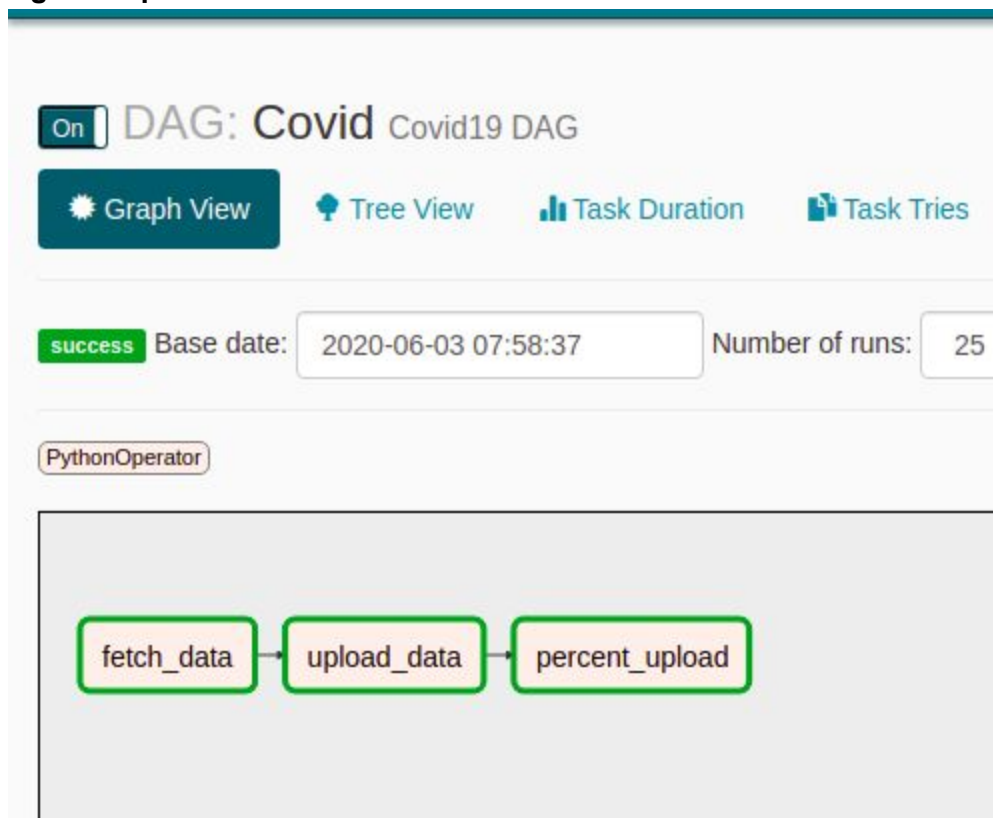 On DAG: Covid Covid19 DAG
Graph View Tree View Task Duration Task Tries
success Base date: 2020-06-03 07:58:37 Number of runs: 25
PythonOperator
fetch_data upload_data percent_upload